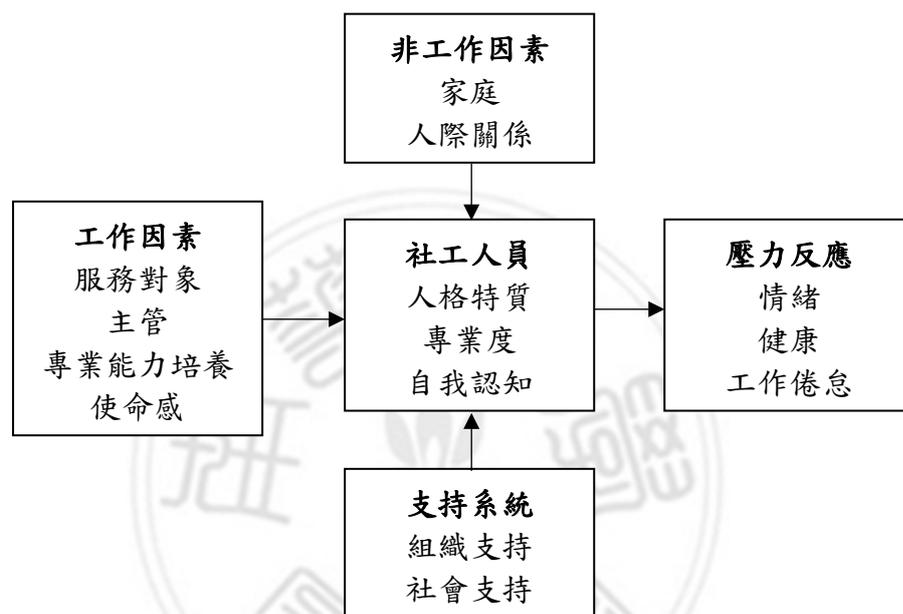 非工作因素
家庭
人際關係
工作因素
服務對象
主管
專業能力培養
使命感
社工人員
人格特質
專業度
自我認知
壓力反應
情緒
健康
工作倦怠
支持系統
組織支持
社會支持